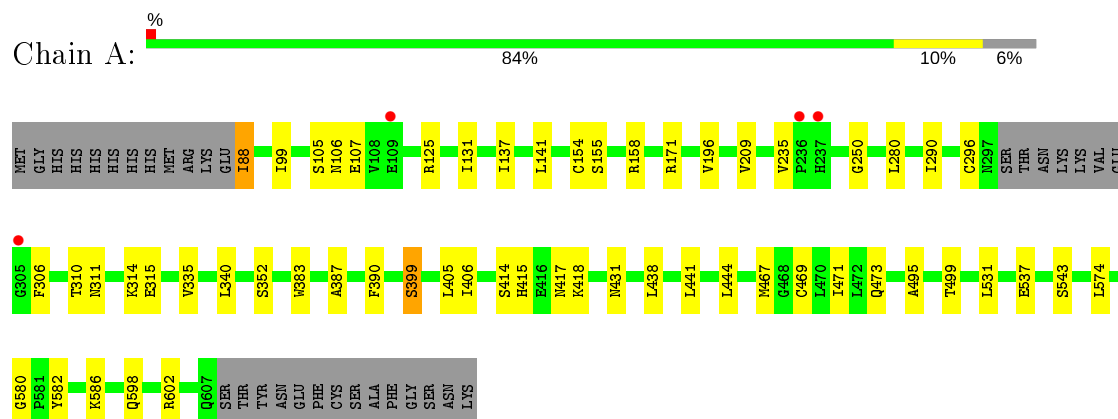 %
Chain A:
84% 10% 6%
MET GLY HIS HIS HIS HIS HIS HIS MET ARG LYS GLU I88 I99 S105 N106 E107 V108 E109 R125 I131 I137 L141 C154 S155 R158 R171 V196 V209 V235 P236 H237 G250 L280 I290 C296 N297 SER THR ASN LYS LYS VAL GLU
G305 F306 T310 N311 K314 E315 V335 L340 S352 W383 A387 F390 S399 L405 I406 S414 H415 E416 N417 K418 N431 L438 L441 L444 M467 G468 C469 L470 I471 L472 Q473 A495 T499 L531 E537 S543 L574
G580 P581 Y582 K586 Q598 R602 Q607 SER THR TYR ASN GLU PHE CYS SER ALA PHE GLY SER ASN LYS